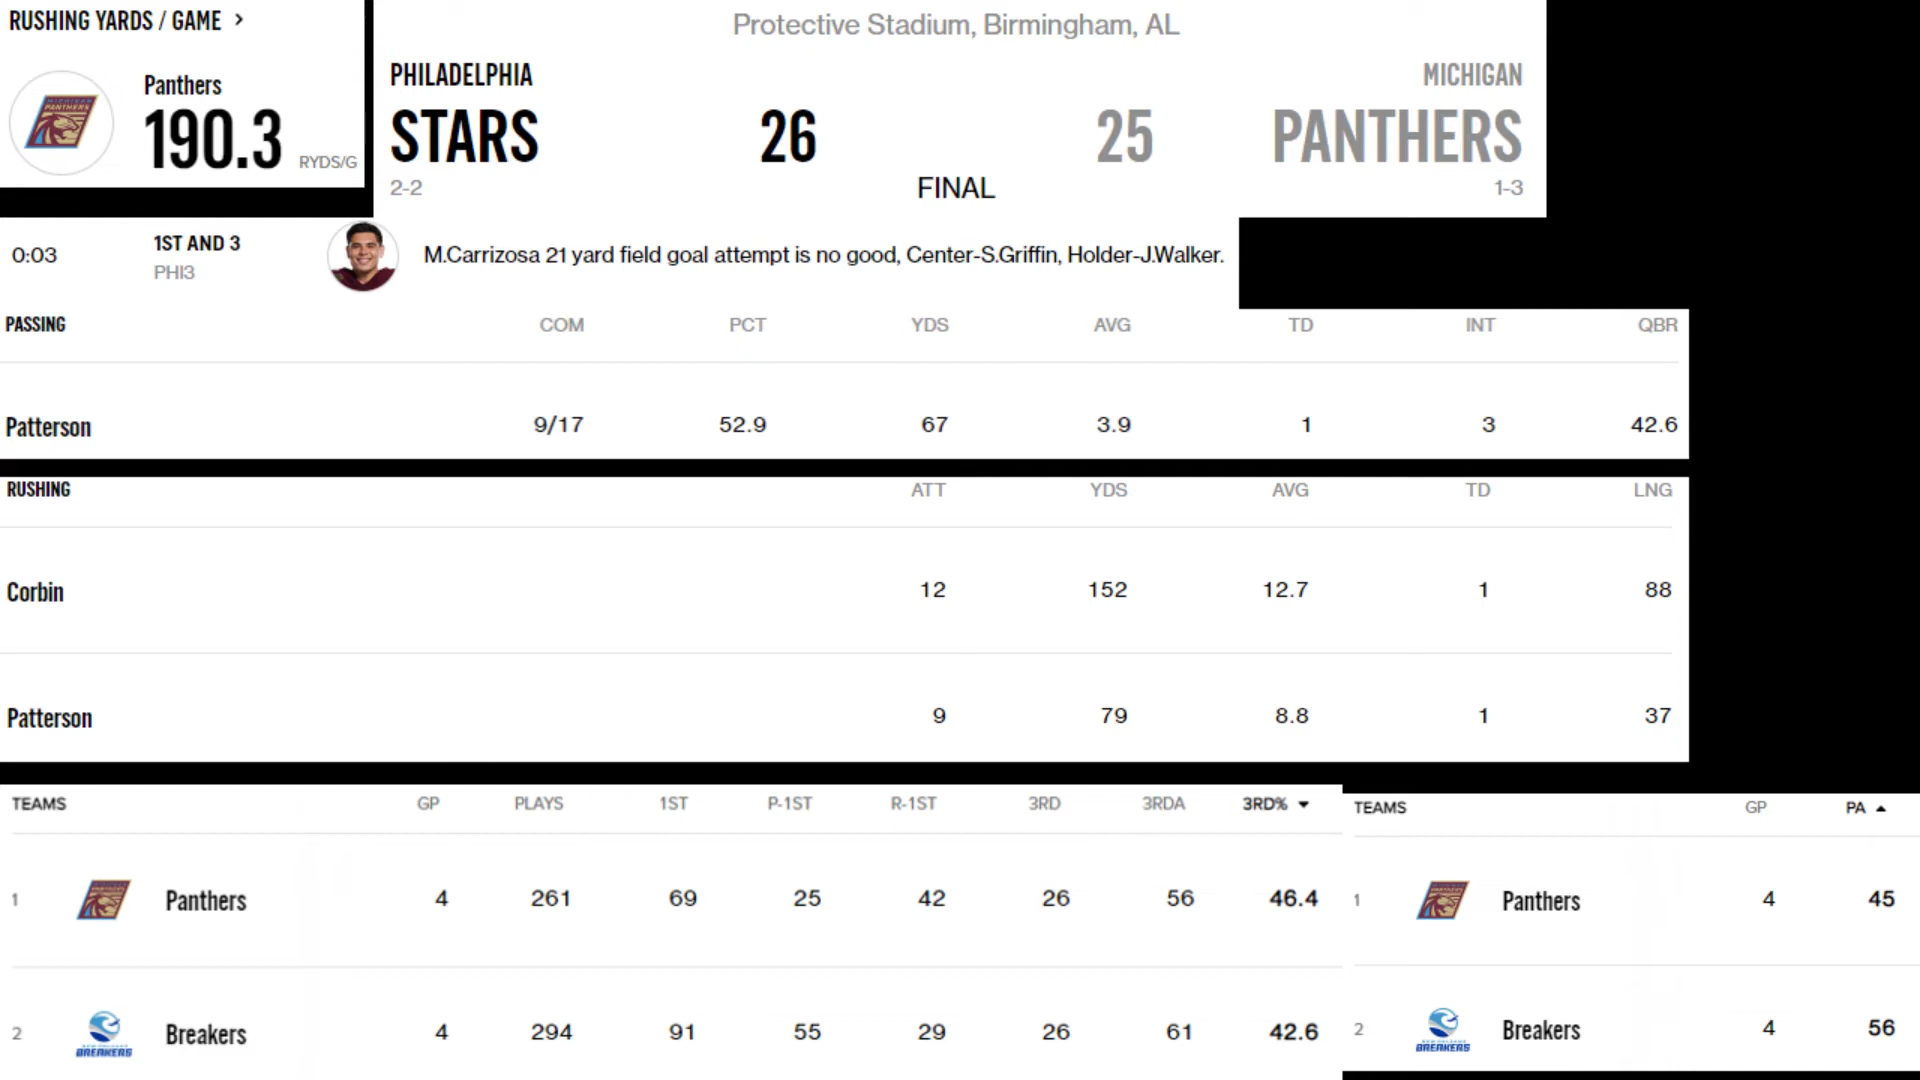 RUSHING YARDS / GAME >
Panthers
190.3 RYDS/G
MICHIGAN PANTHERS
Protective Stadium, Birmingham, AL
PHILADELPHIA MICHIGAN
STARS 26 25 PANTHERS
2-2 FINAL 1-3
0:03 1ST AND 3 M.Carrizosa 21 yard field goal attempt is no good, Center-S.Griffin, Holder-J.Walker.
PHI3
PASSING COM PCT YDS AVG TD INT QBR
Patterson 9/17 52.9 67 3.9 1 3 42.6
RUSHING ATT YDS AVG TD LNG
Corbin 12 152 12.7 1 88
Patterson 9 79 8.8 1 37
TEAMS GP PLAYS 1ST P-1ST R-1ST 3RD 3RDA 3RD% ▼
1 PANTHERS Panthers 4 261 69 25 42 26 56 46.4
2 BREAKERS Breakers 4 294 91 55 29 26 61 42.6
TEAMS GP PA ▲
1 PANTHERS Panthers 4 45
2 BREAKERS Breakers 4 56